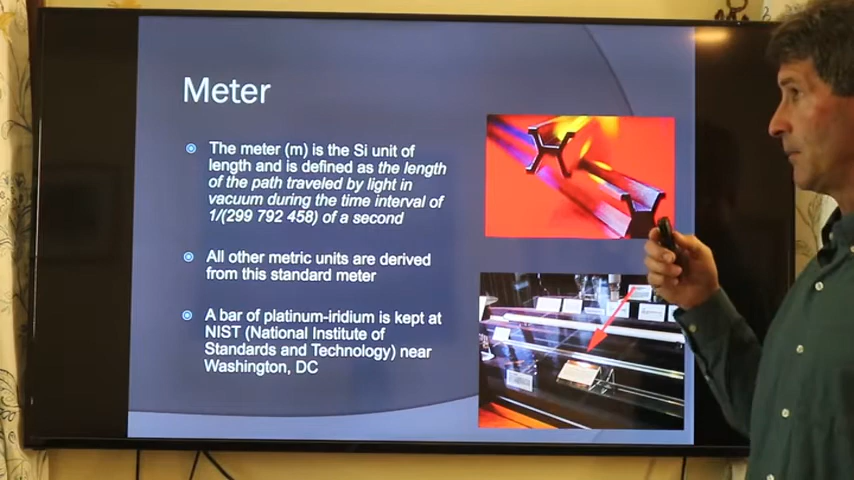 Meter
The meter (m) is the Si unit of
length and is defined as the length
of the path traveled by light in
vacuum during the time interval of
1/(299 792 458) of a second
All other metric units are derived
from this standard meter
A bar of platinum-iridium is kept at
NIST (National Institute of
Standards and Technology) near
Washington, DC